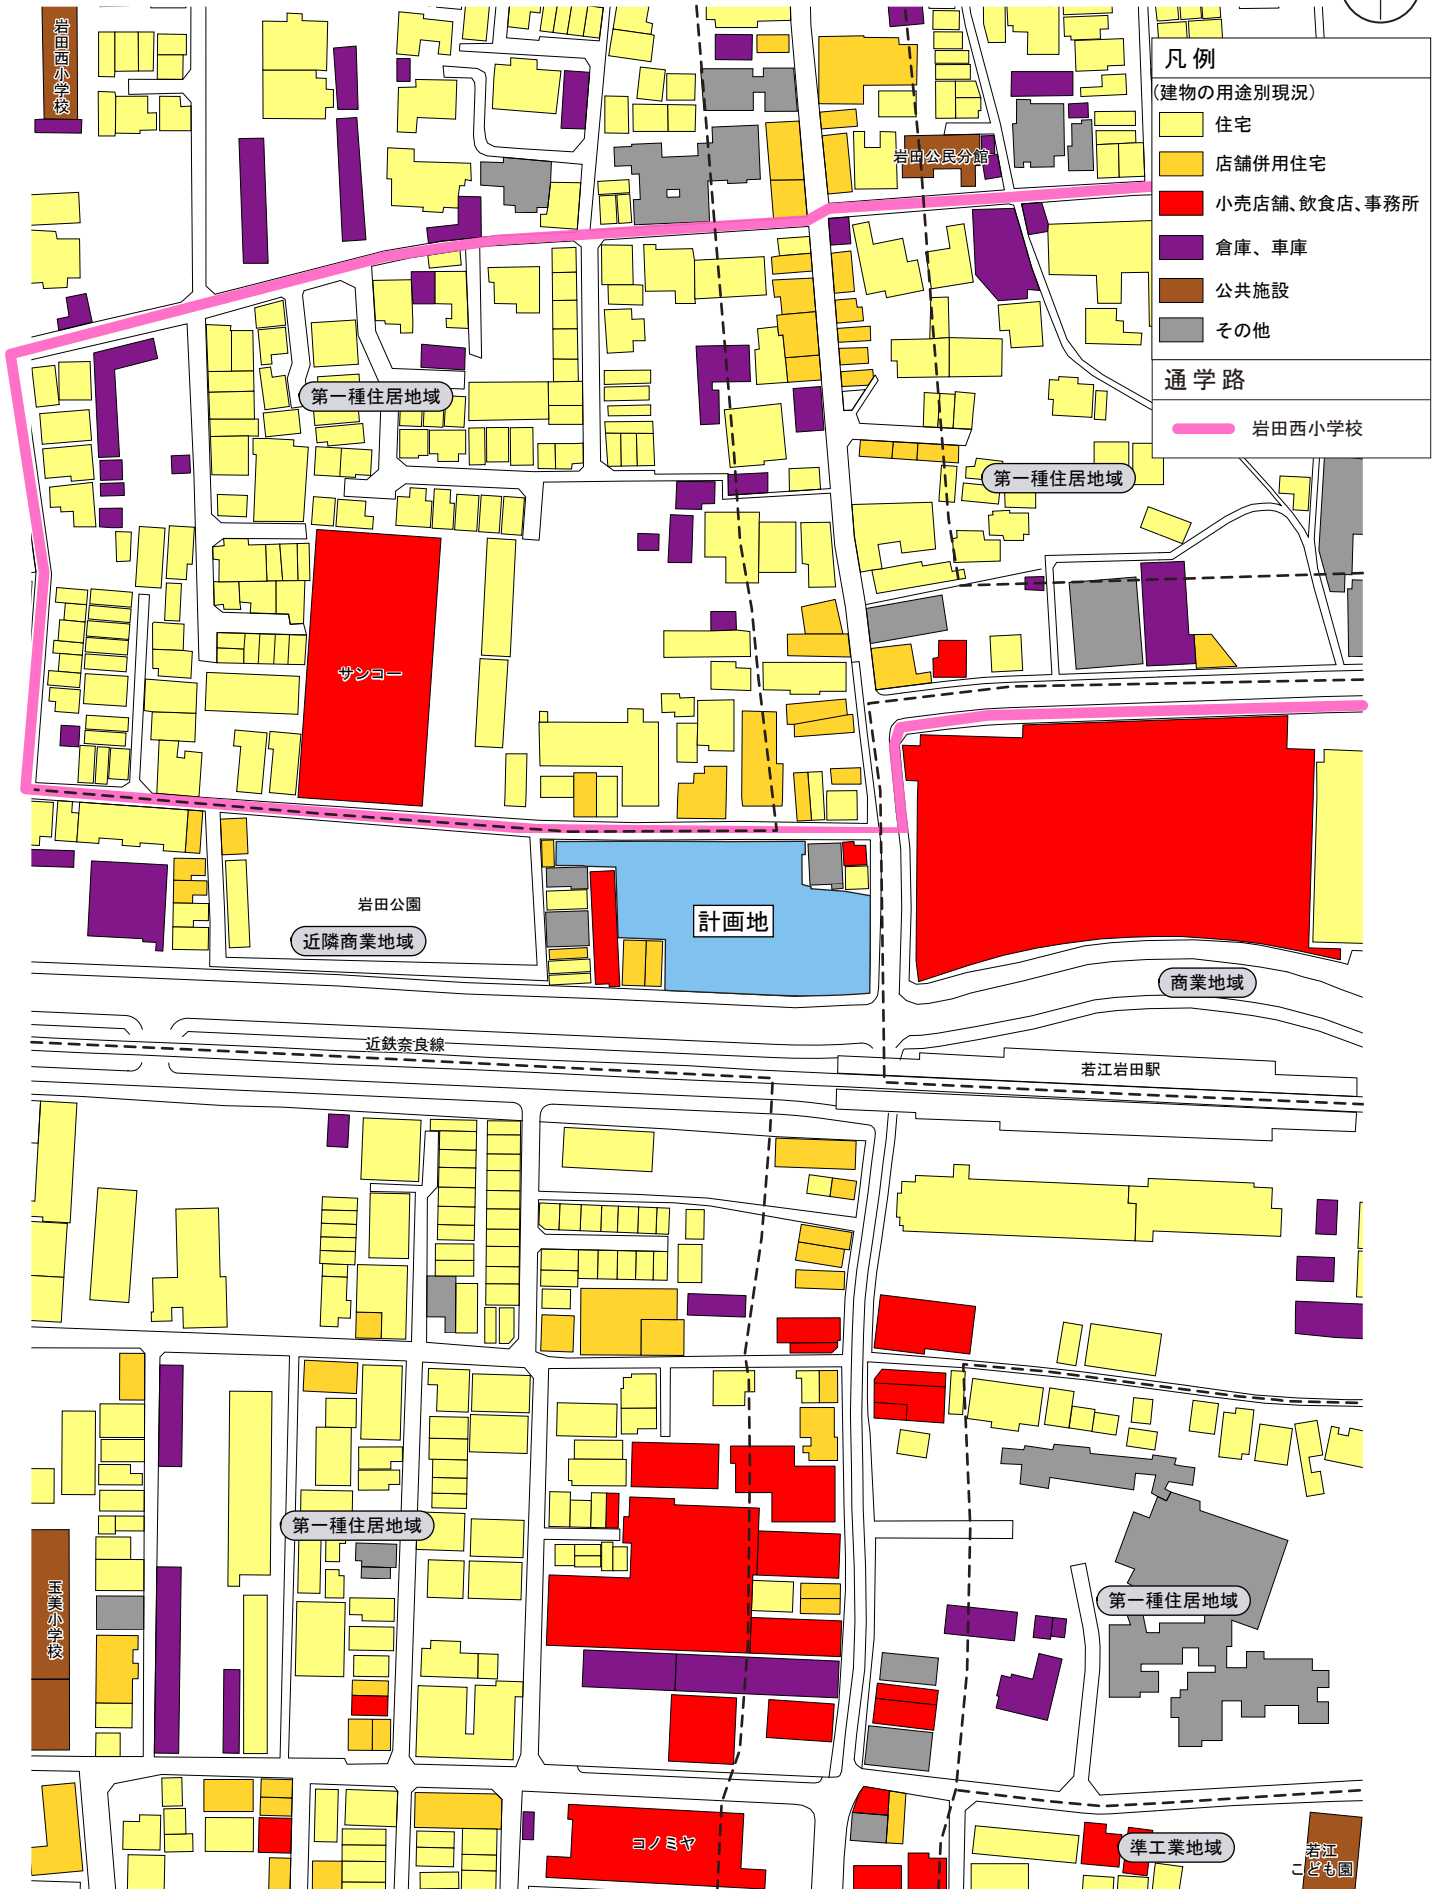 岩田西小学校
凡例
(建物の用途別現況)
住宅
店舗併用住宅
小売店舗、飲食店、事務所
倉庫、車庫
公共施設
その他
通学路
岩田西小学校
岩田公民分館
第一種住居地域
第一種住居地域
サンコー
岩田公園
近隣商業地域
計画地
商業地域
近鉄奈良線
若江岩田駅
第一種住居地域
玉美小学校
第一種住居地域
コノミヤ
準工業地域
若江
こども園